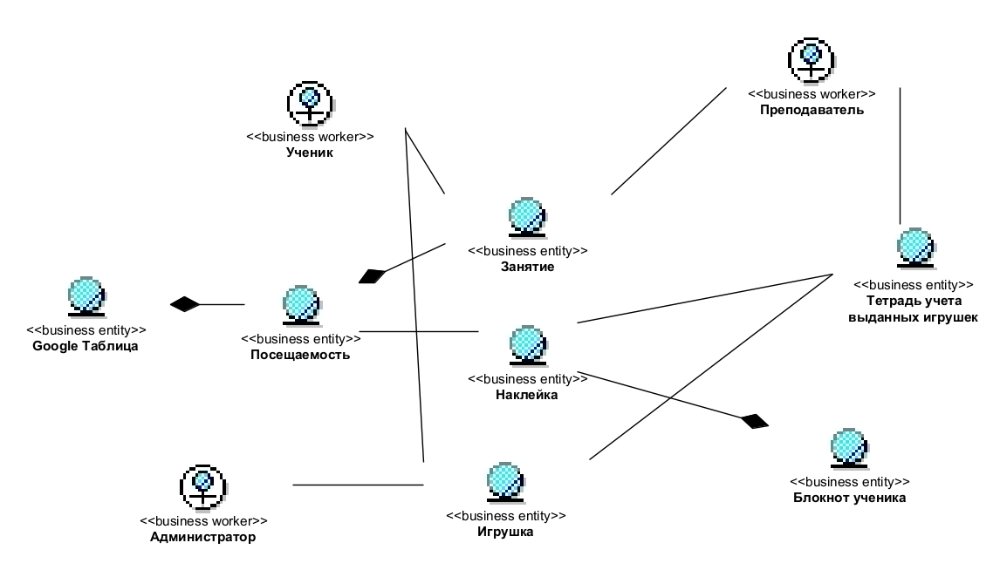 <<business worker>>
Преподаватель
<<business worker>>
Ученик
<<business entity>>
Занятие
<<business entity>>
Тетрадь учета
выданных игрушек
<<business entity>>
Google Таблица
<<business entity>>
Посещаемость
<<business entity>>
Наклейка
<<business entity>>
Блокнот ученика
<<business worker>>
Администратор
<<business entity>>
Игрушка